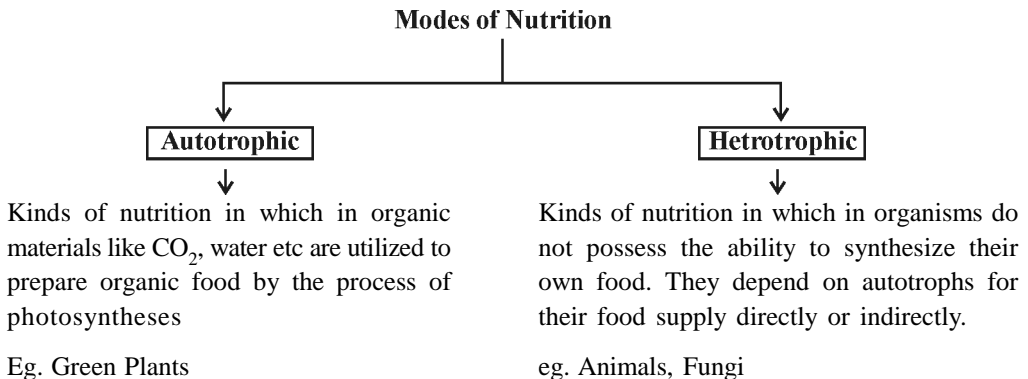 Modes of Nutrition
Autotrophic
Kinds of nutrition in which in organic
materials like CO₂, water etc are utilized to
prepare organic food by the process of
photosyntheses
Eg. Green Plants
Hetrotrophic
Kinds of nutrition in which in organisms do
not possess the ability to synthesize their
own food. They depend on autotrophs for
their food supply directly or indirectly.
eg. Animals, Fungi